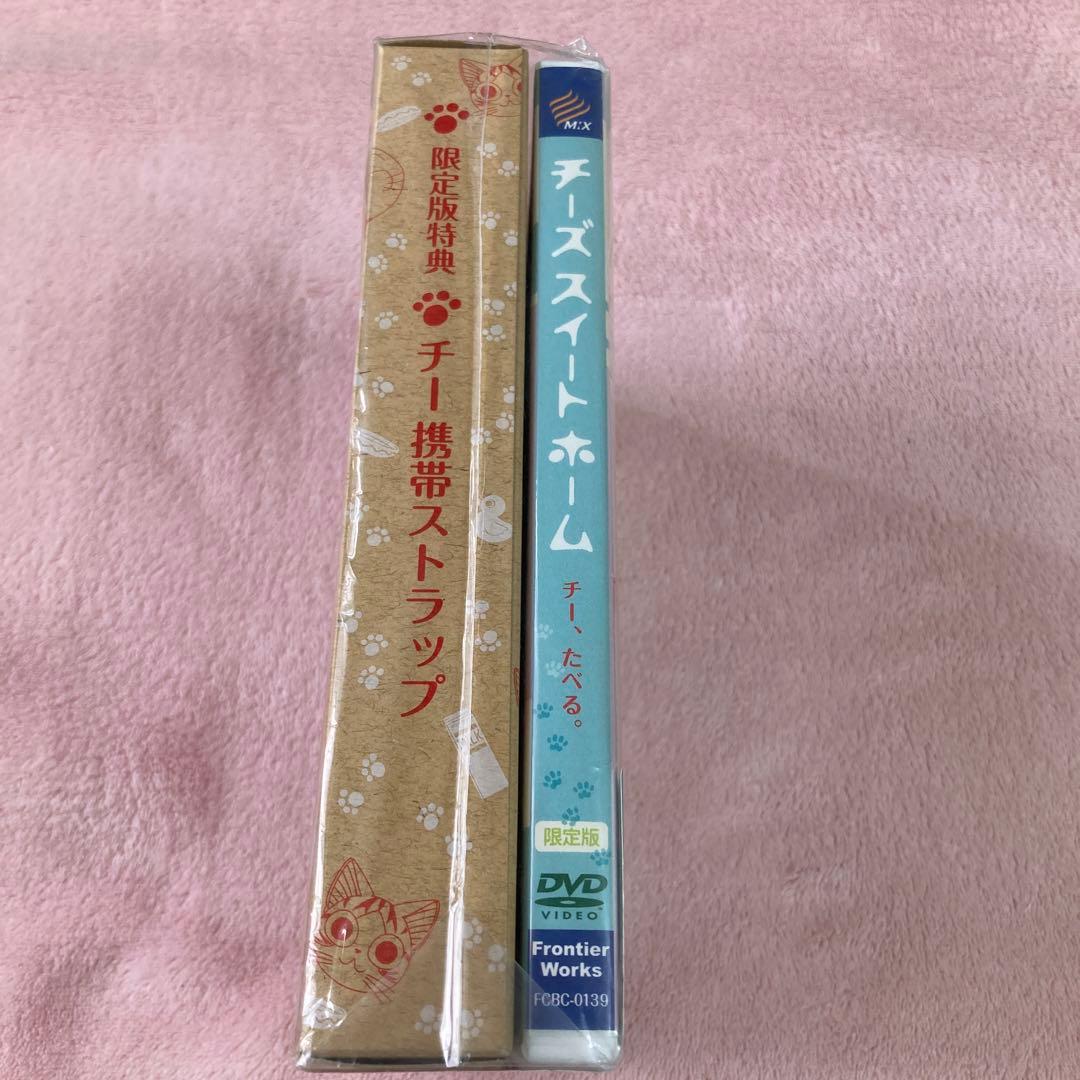 限定版特典
チー携帯ストラップ
M:X
チーズスイートホーム
チー、たべる。
限定版
DVD
VIDEO
Frontier
Works
FCBC-0139